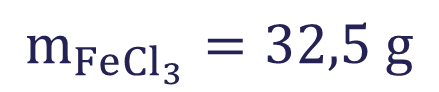 m_FeCl₃ = 32,5 g